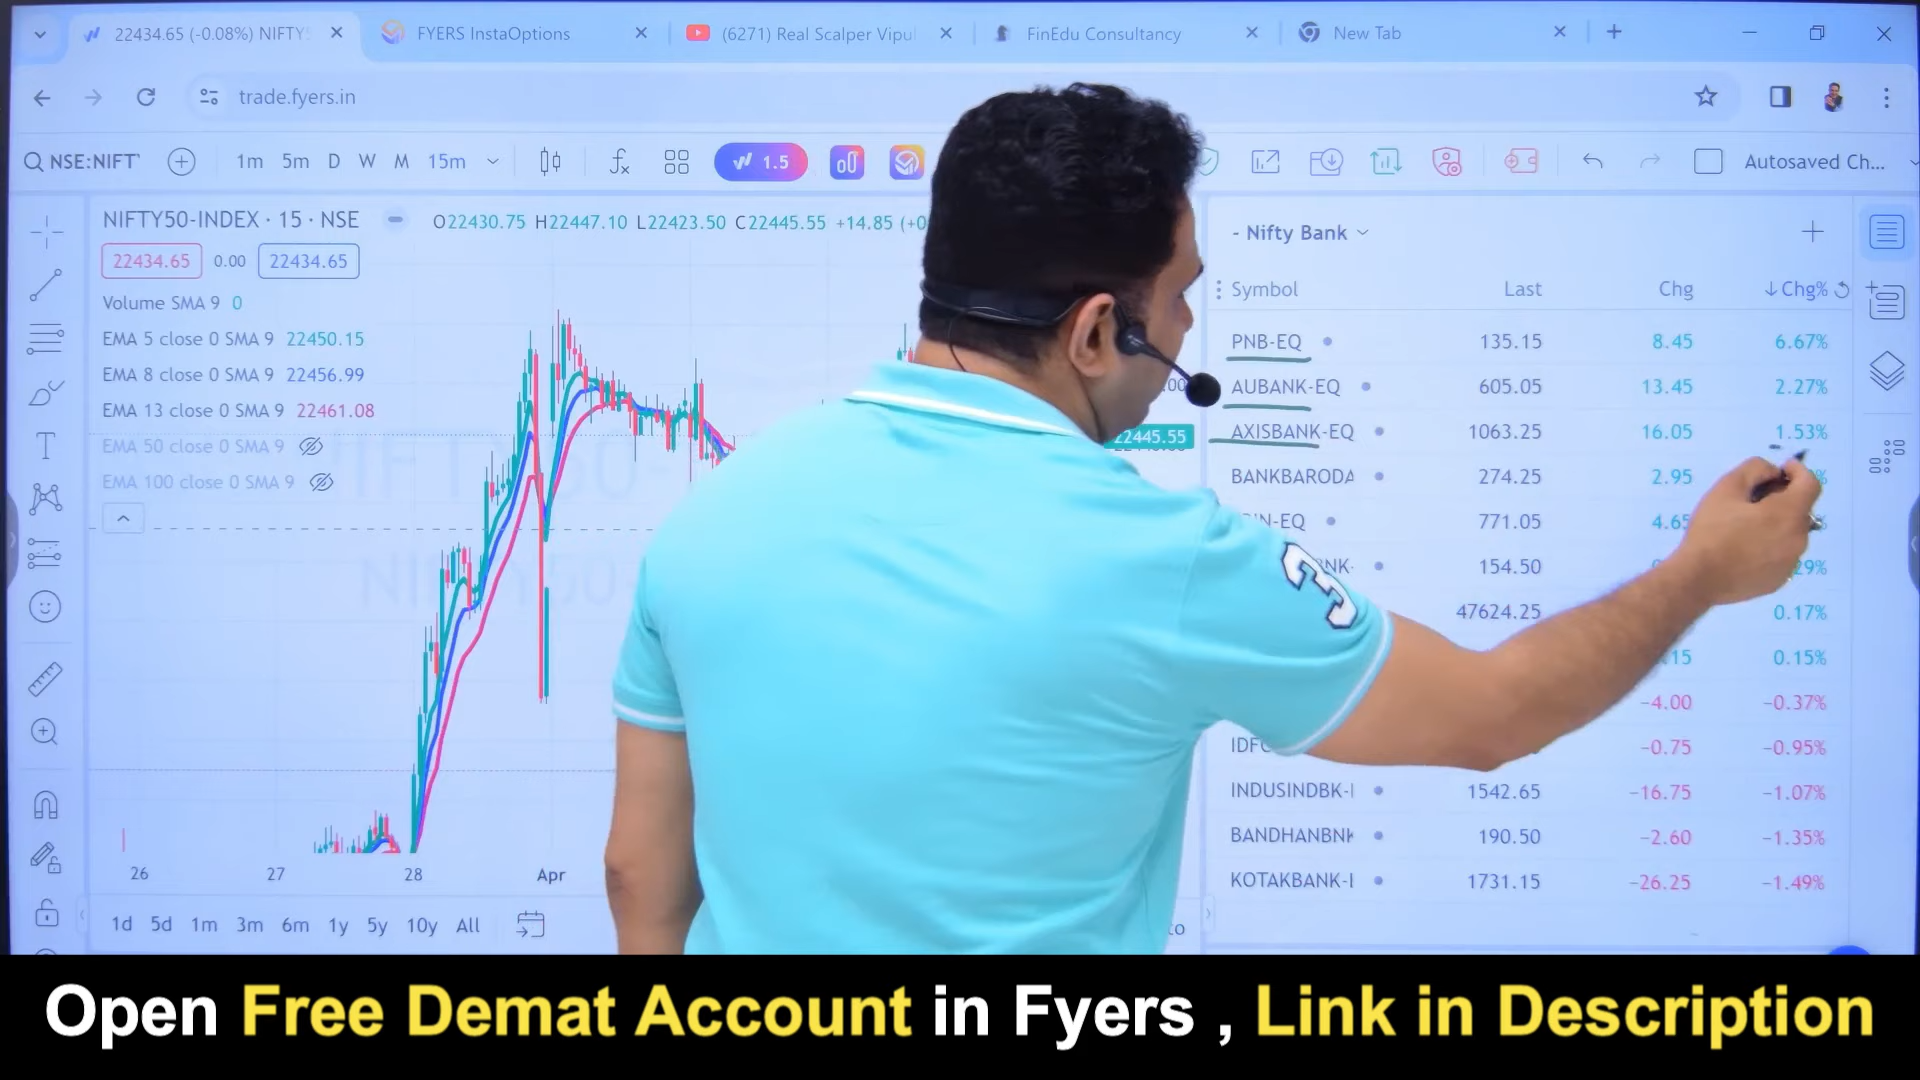 22434.65 (-0.08%) NIFTY
FYERS InstaOptions
(6271) Real Scalper Vipul
FinEdu Consultancy
New Tab
trade.fyers.in
NSE:NIFT
1m 5m D W M 15m
1.5
Autosaved Ch...
NIFTY50-INDEX · 15 · NSE
O22430.75 H22447.10 L22423.50 C22445.55 +14.85
22434.65 0.00 22434.65
Volume SMA 9 0
EMA 5 close 0 SMA 9 22450.15
EMA 8 close 0 SMA 9 22456.99
EMA 13 close 0 SMA 9 22461.08
EMA 50 close 0 SMA 9
EMA 100 close 0 SMA 9
22445.55
26 27 28 Apr
1d 5d 1m 3m 6m 1y 5y 10y All
- Nifty Bank
Symbol Last Chg Chg%
PNB-EQ 135.15 8.45 6.67%
AUBANK-EQ 605.05 13.45 2.27%
AXISBANK-EQ 1063.25 16.05 1.53%
BANKBARODA 274.25 2.95
-EQ 771.05 4.65
154.50
47624.25 0.17%
0.15%
-4.00 -0.37%
IDFC -0.75 -0.95%
INDUSINDBK- 1542.65 -16.75 -1.07%
BANDHANBNK 190.50 -2.60 -1.35%
KOTAKBANK- 1731.15 -26.25 -1.49%
3
Open Free Demat Account in Fyers , Link in Description